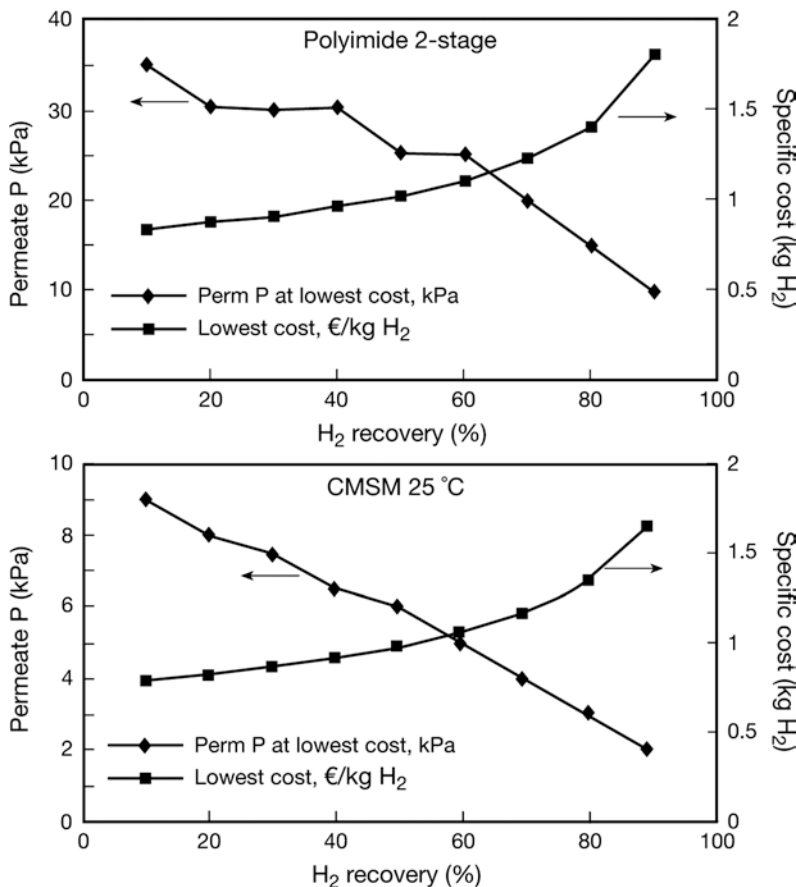 Polyimide 2-stage
Permeate P (kPa)
40
30
20
10
0
Perm P at lowest cost, kPa
Lowest cost, €/kg H₂
2
1.5
1
0.5
0
Specific cost (kg H₂)
0 20 40 60 80 100
H₂ recovery (%)
CMSM 25 °C
Permeate P (kPa)
10
8
6
4
2
0
Perm P at lowest cost, kPa
Lowest cost, €/kg H₂
2
1.5
1
0.5
0
Specific cost (kg H₂)
0 20 40 60 80 100
H₂ recovery (%)